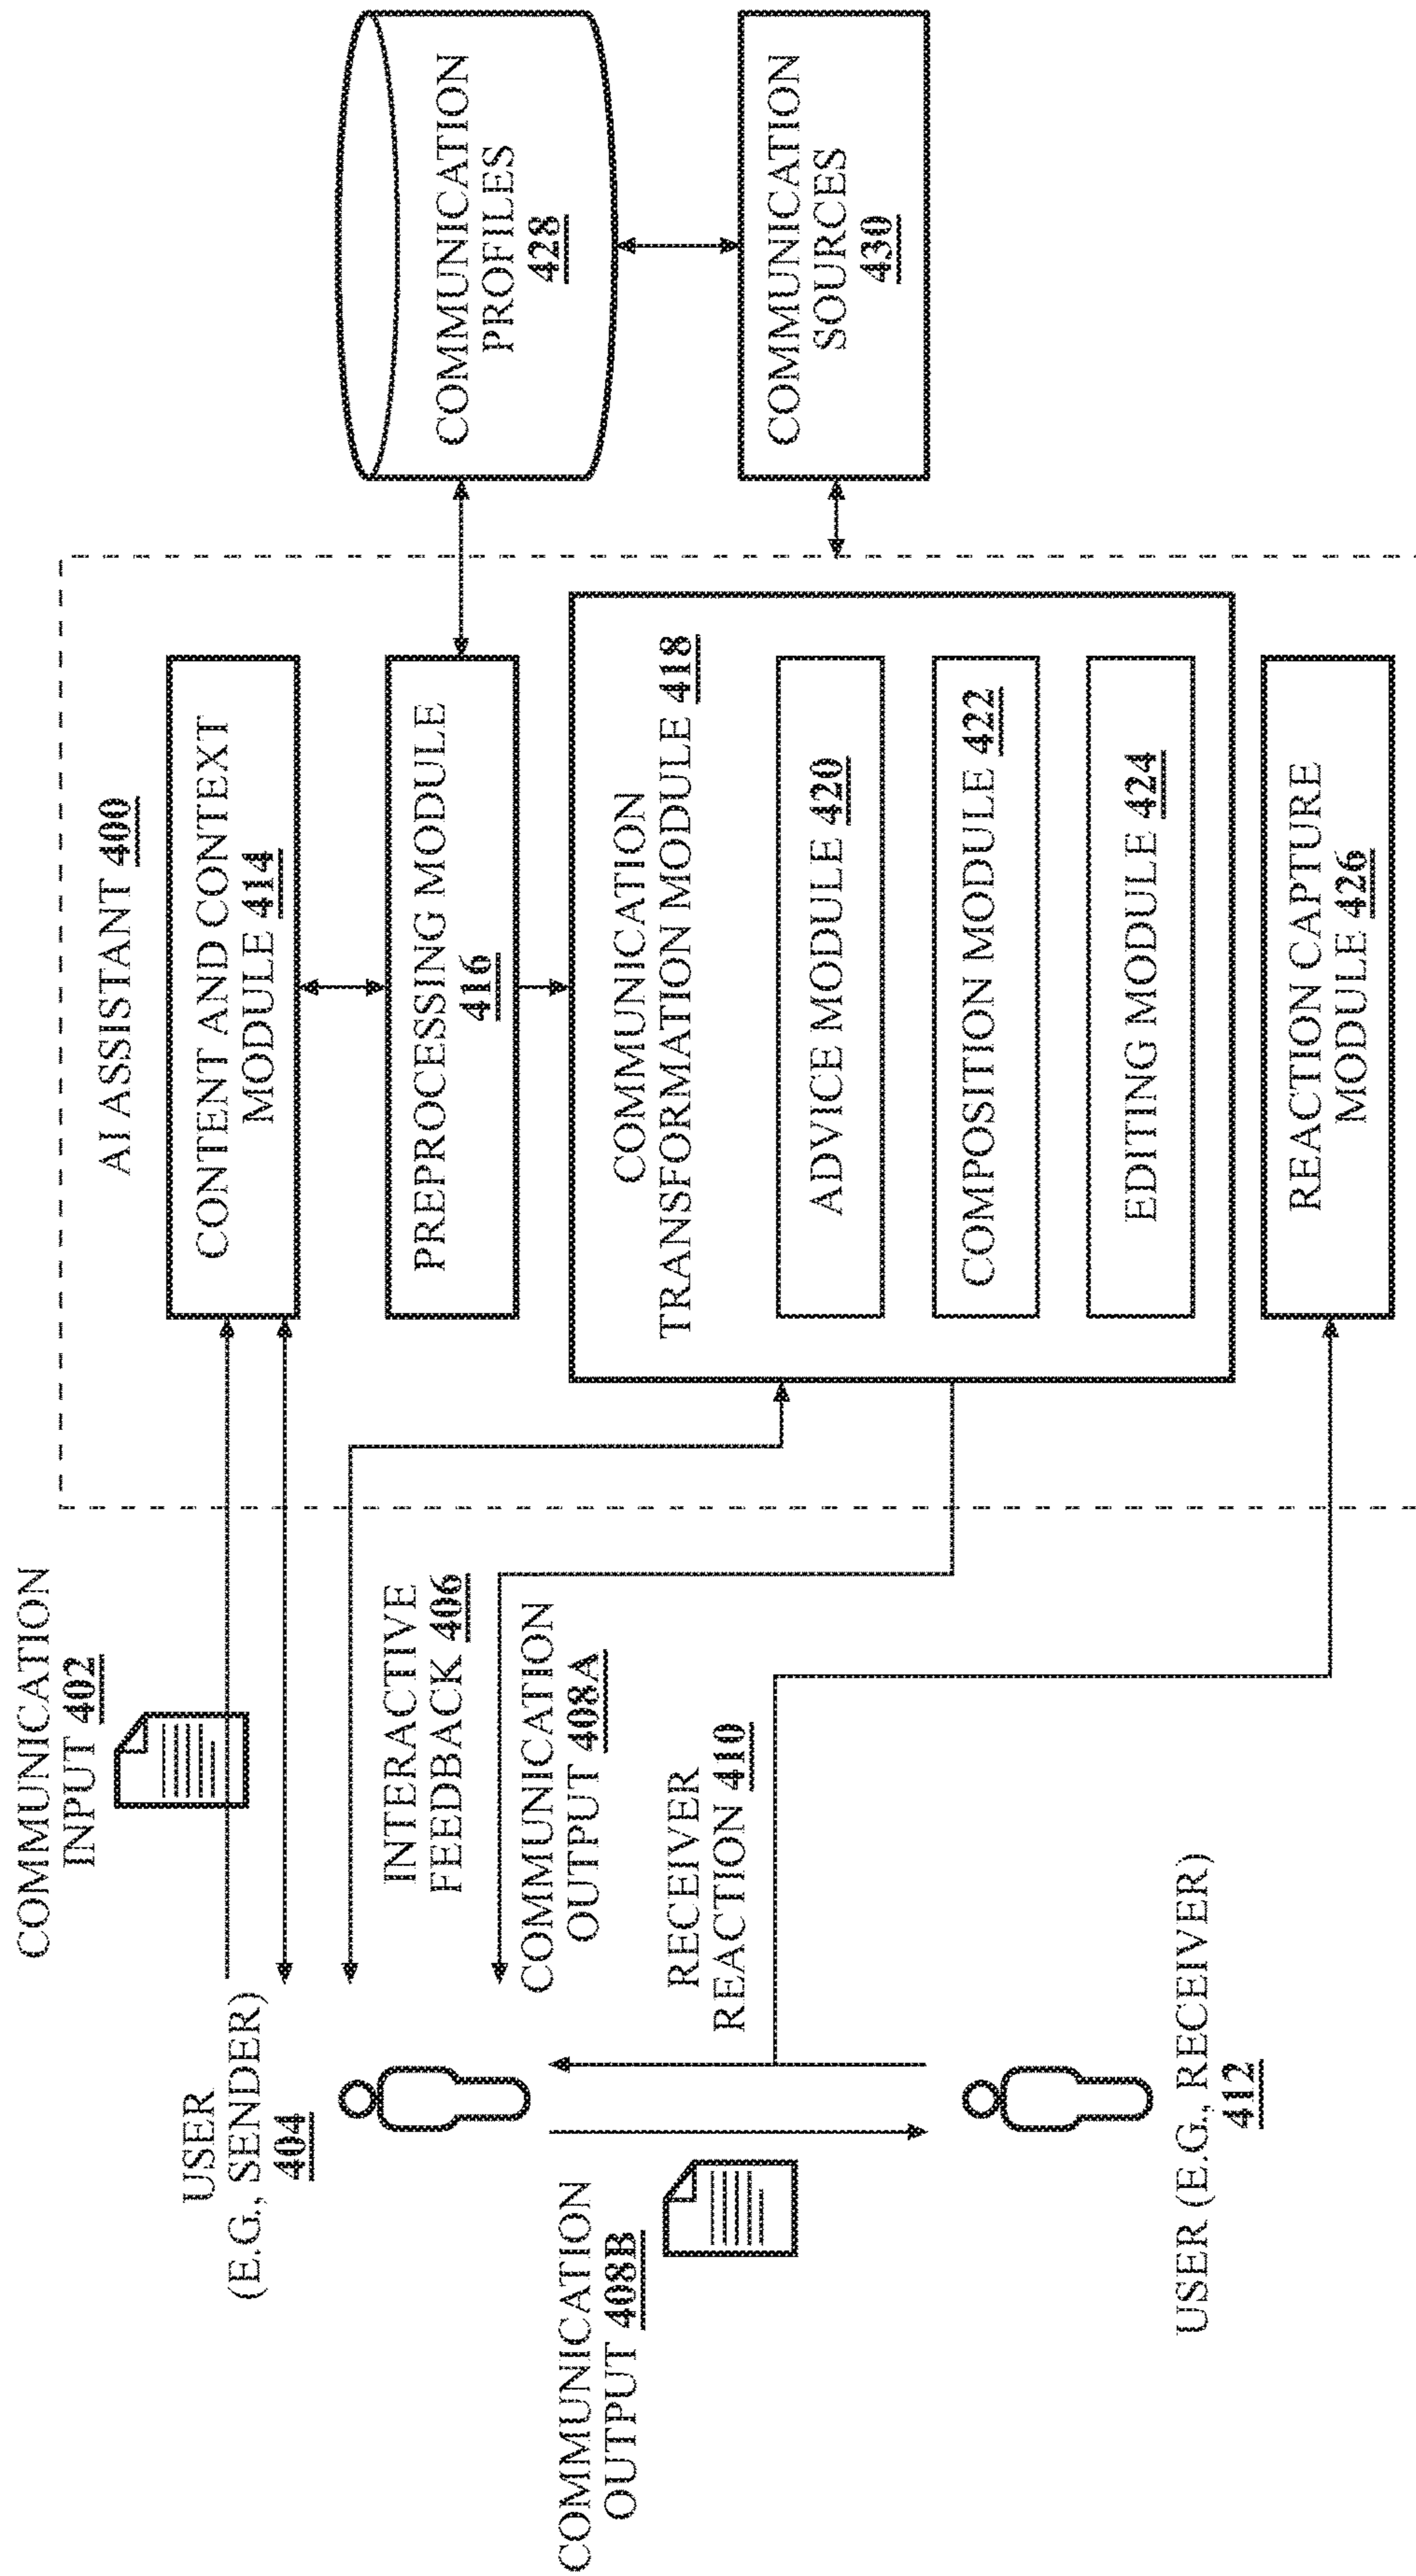 COMMUNICATION
INPUT 402
USER
(E.G., SENDER)
404
INTERACTIVE
FEEDBACK 406
COMMUNICATION
OUTPUT 408A
COMMUNICATION
OUTPUT 408B
RECEIVER
REACTION 410
USER (E.G., RECEIVER)
412
AI ASSISTANT 400
CONTENT AND CONTEXT
MODULE 414
PREPROCESSING MODULE
416
COMMUNICATION
TRANSFORMATION MODULE 418
ADVICE MODULE 420
COMPOSITION MODULE 422
EDITING MODULE 424
REACTION CAPTURE
MODULE 426
COMMUNICATION
PROFILES
428
COMMUNICATION
SOURCES
430